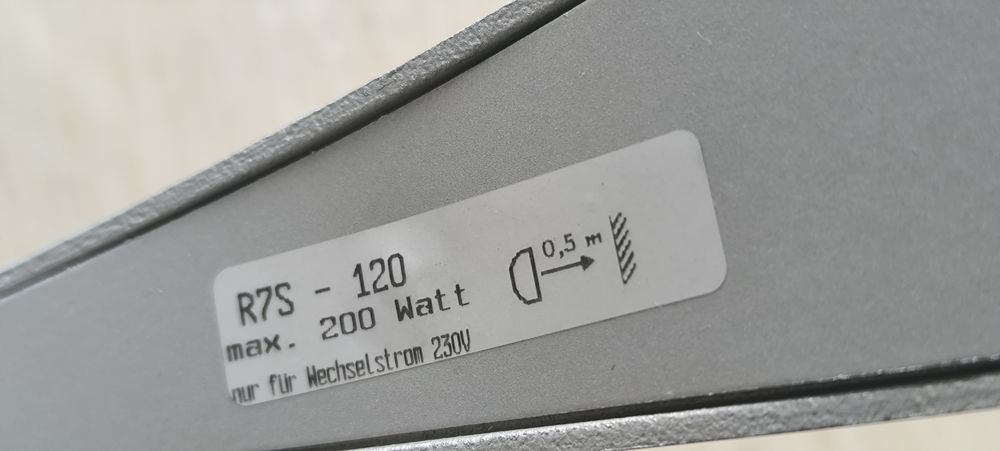 R7S - 120
max. 200 Watt
nur für Wechselstrom 230V
0,5 m